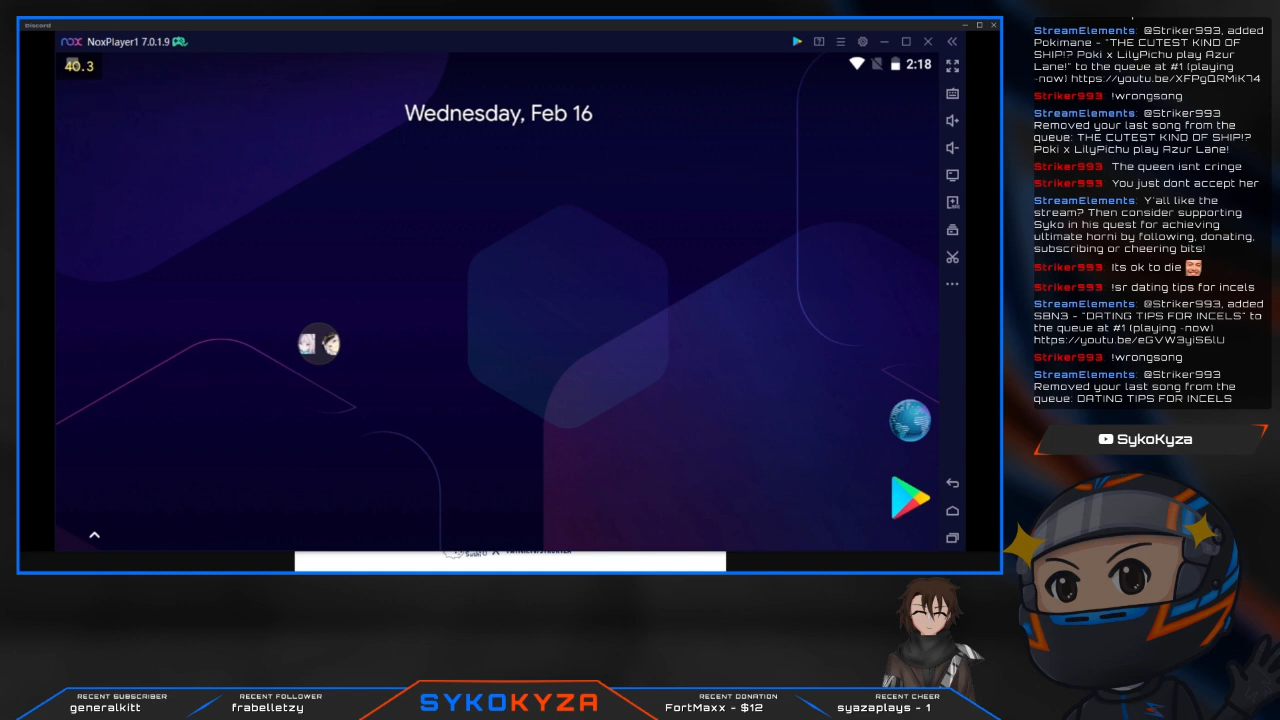 Discord
nox NoxPlayer1 7.0.1.9
40.3
2:18
Wednesday, Feb 16
StreamElements: @Striker993, added
Pokimane - "THE CUTEST KIND OF
SHIP!? Poki x LilyPichu play Azur
Lane!" to the queue at #1 (playing
~now) https://youtu.be/XFPgQRMiK74
Striker993 !wrongsong
StreamElements: @Striker993
Removed your last song from the
queue: THE CUTEST KIND OF SHIP!?
Poki x LilyPichu play Azur Lane!
Striker993 The queen isnt cringe
Striker993 You just dont accept her
StreamElements: Y'all like the
stream? Then consider supporting
Syko in his quest for achieving
ultimate horni by following, donating,
subscribing or cheering bits!
Striker993 Its ok to die
Striker993 !sr dating tips for incels
StreamElements: @Striker993, added
SBN3 - "DATING TIPS FOR INCELS" to
the queue at #1 (playing ~now)
https://youtu.be/eGVW3yiS6lU
Striker993 !wrongsong
StreamElements: @Striker993
Removed your last song from the
queue: DATING TIPS FOR INCELS
SykoKyza
RECENT SUBSCRIBER
generalkitt
RECENT FOLLOWER
frabelletzy
SYKOKYZA
RECENT DONATION
FortMaxx - $12
RECENT CHEER
syazaplays - 1